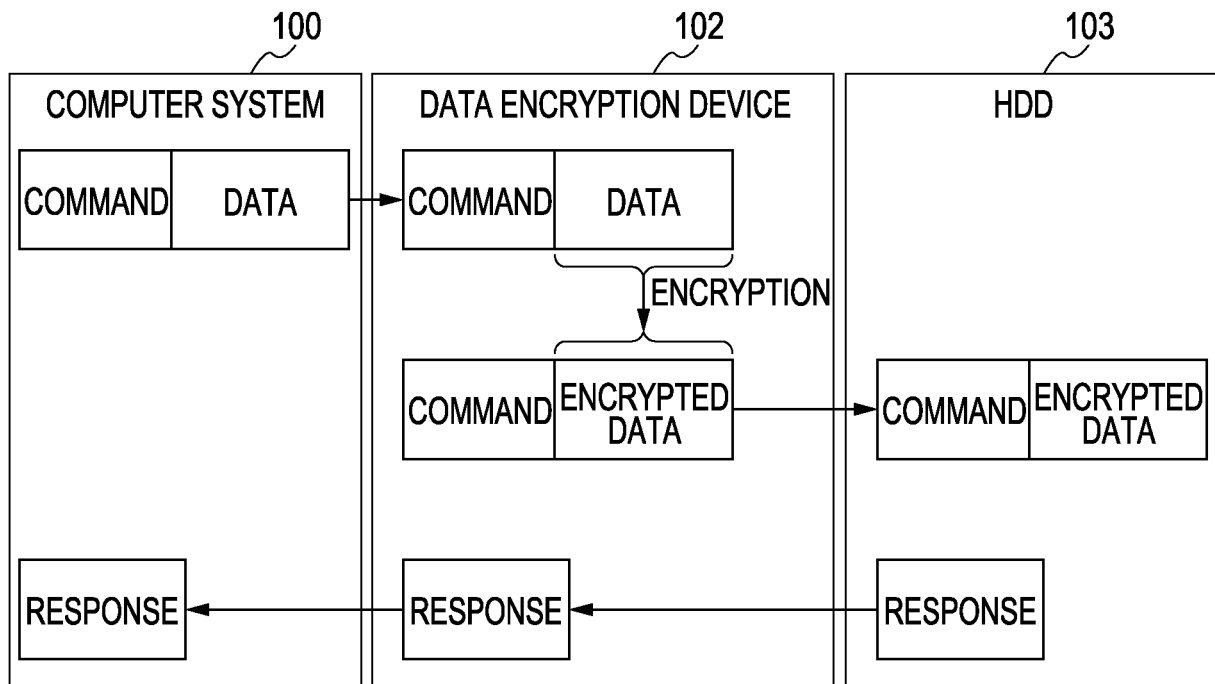 100
102
103
COMPUTER SYSTEM
DATA ENCRYPTION DEVICE
HDD
COMMAND
DATA
COMMAND
DATA
ENCRYPTION
COMMAND
ENCRYPTED
DATA
COMMAND
ENCRYPTED
DATA
RESPONSE
RESPONSE
RESPONSE